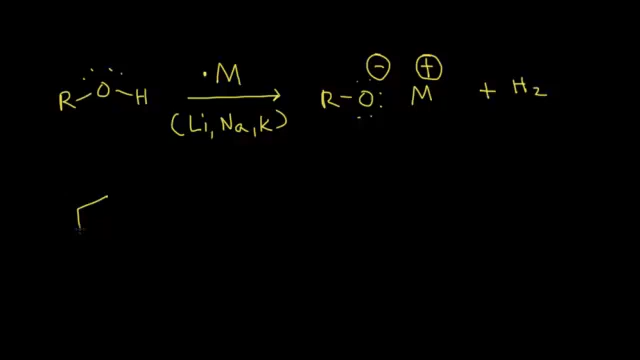 R-O-H ·M → R-O: ⊖ M ⊕ + H2
(Li, Na, K)